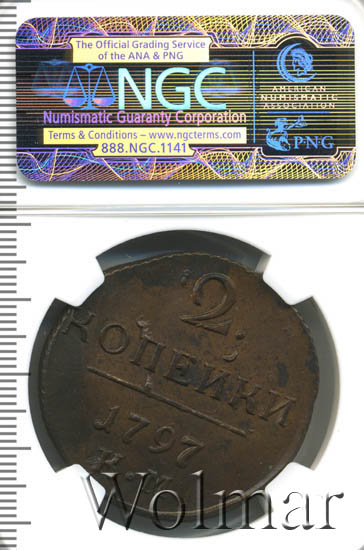 The Official Grading Service
of the ANA & PNG
NGC
Numismatic Guaranty Corporation
Terms & Conditions – www.ngcterms.com
888.NGC.1141
AMERICAN
NUMISMATIC
ASSOCIATION
P·N·G
2
КОПЕЙКИ
1797
К.М.
Wolmar